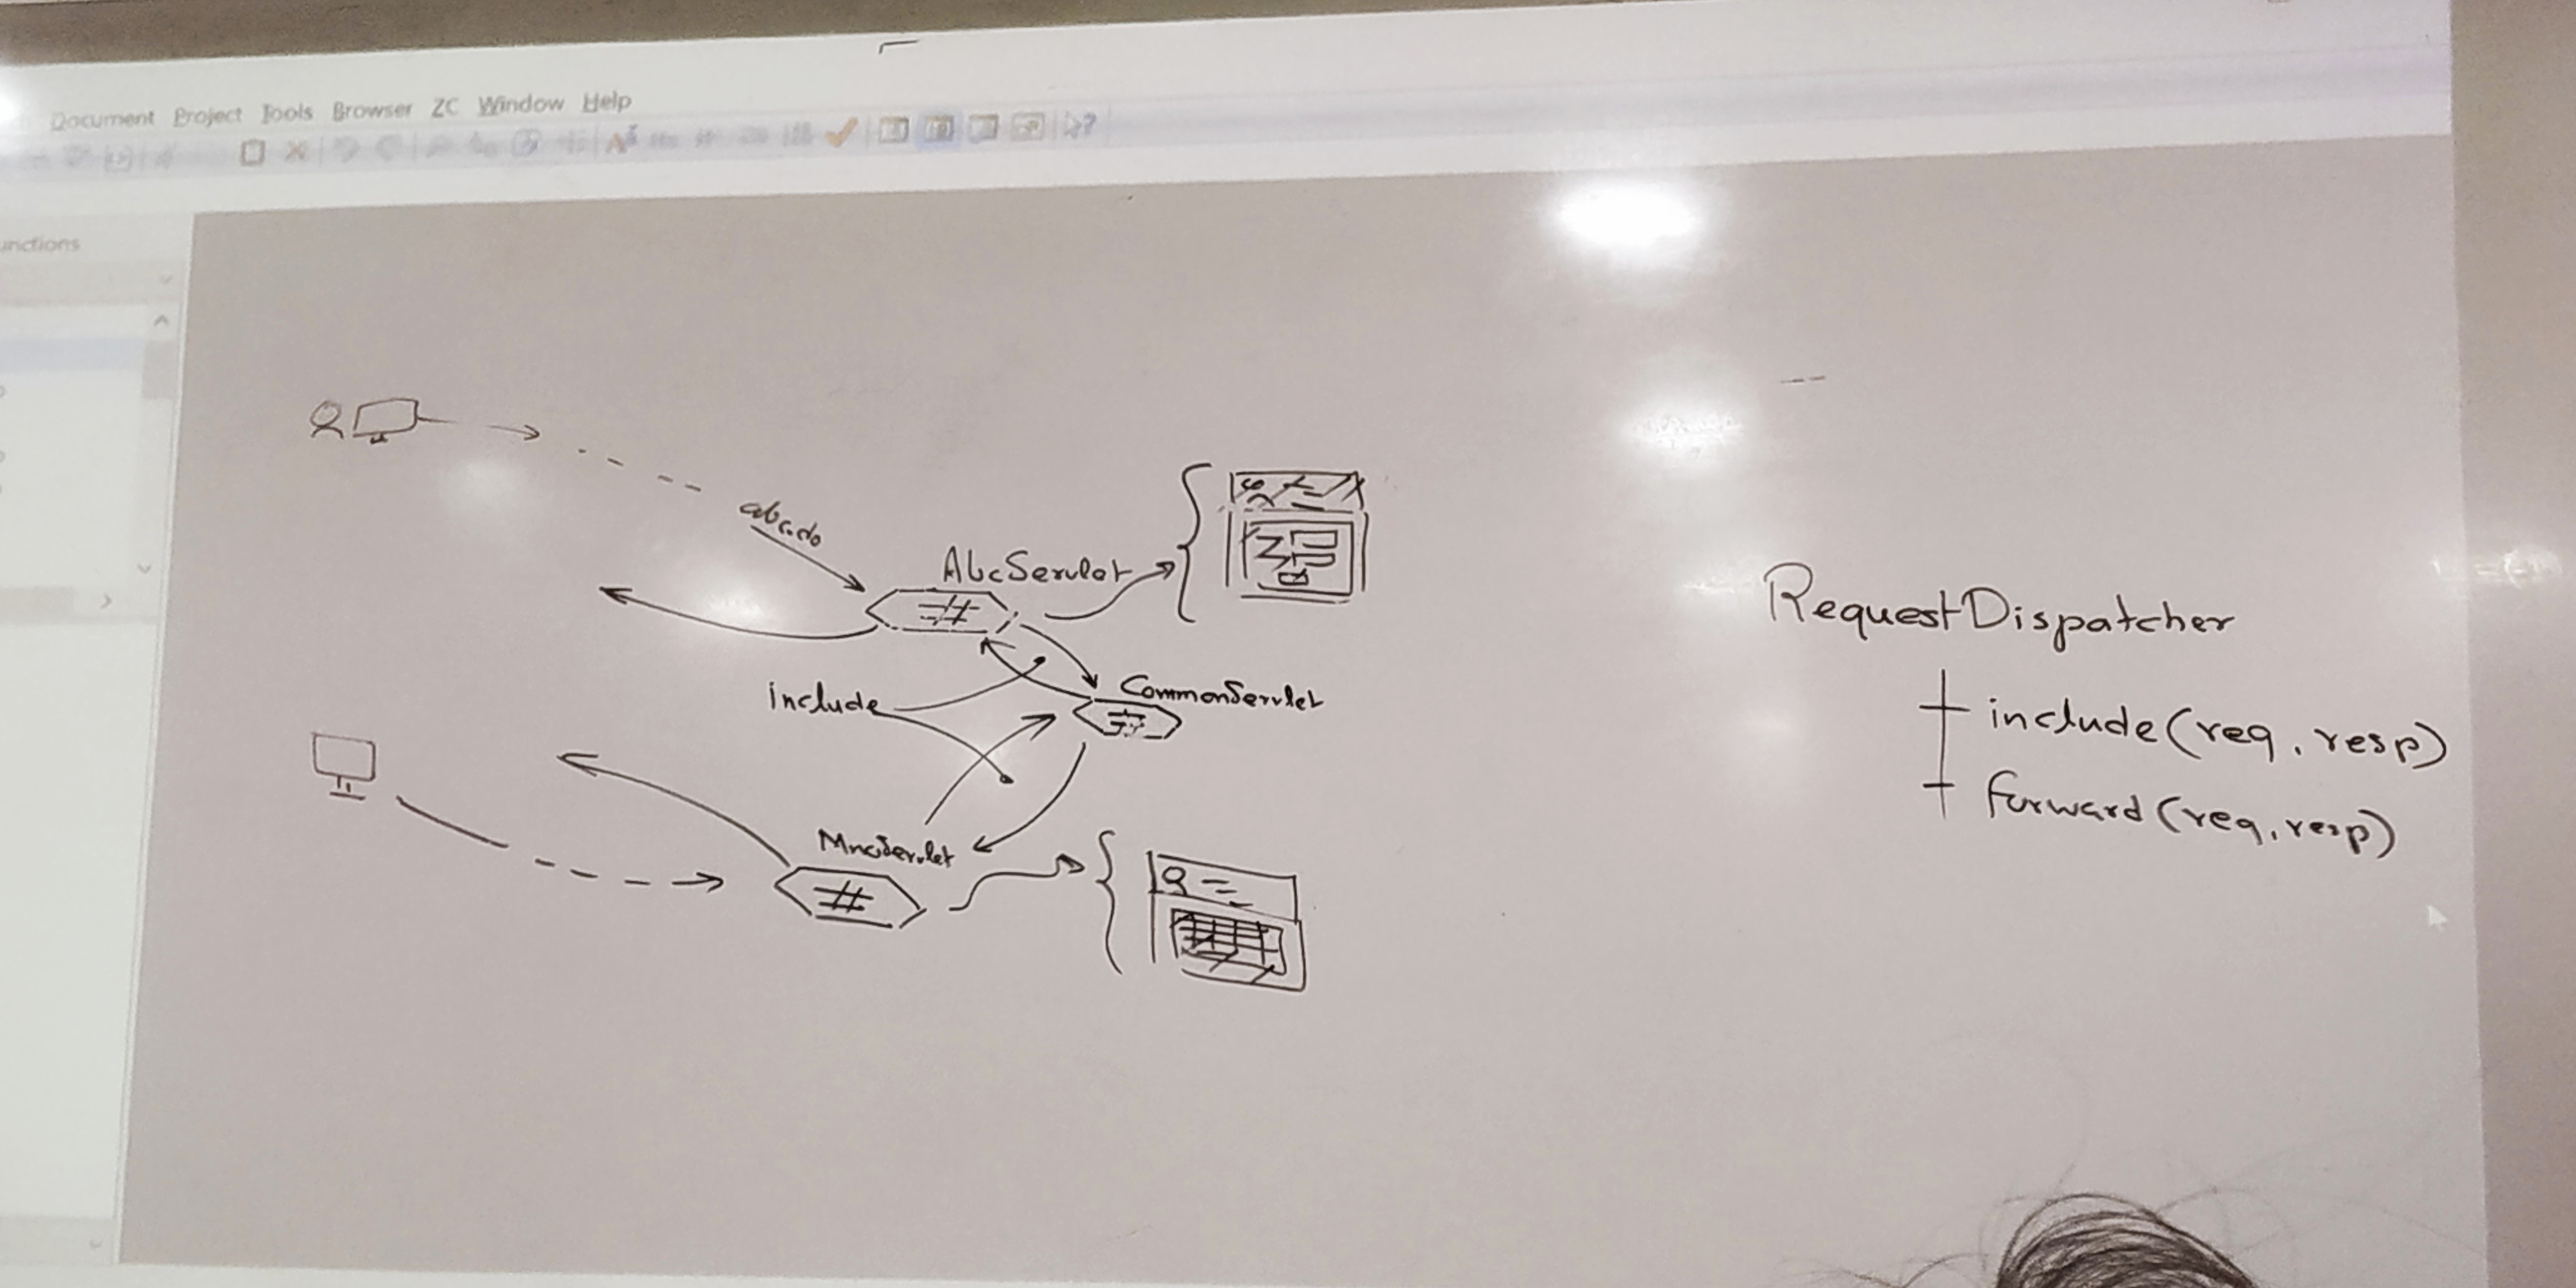 Document Project Tools Browser ZC Window Help
unctions
abc.do
AbcServlet
include
CommonServlet
RequestDispatcher
include(req, resp)
forward(req, resp)